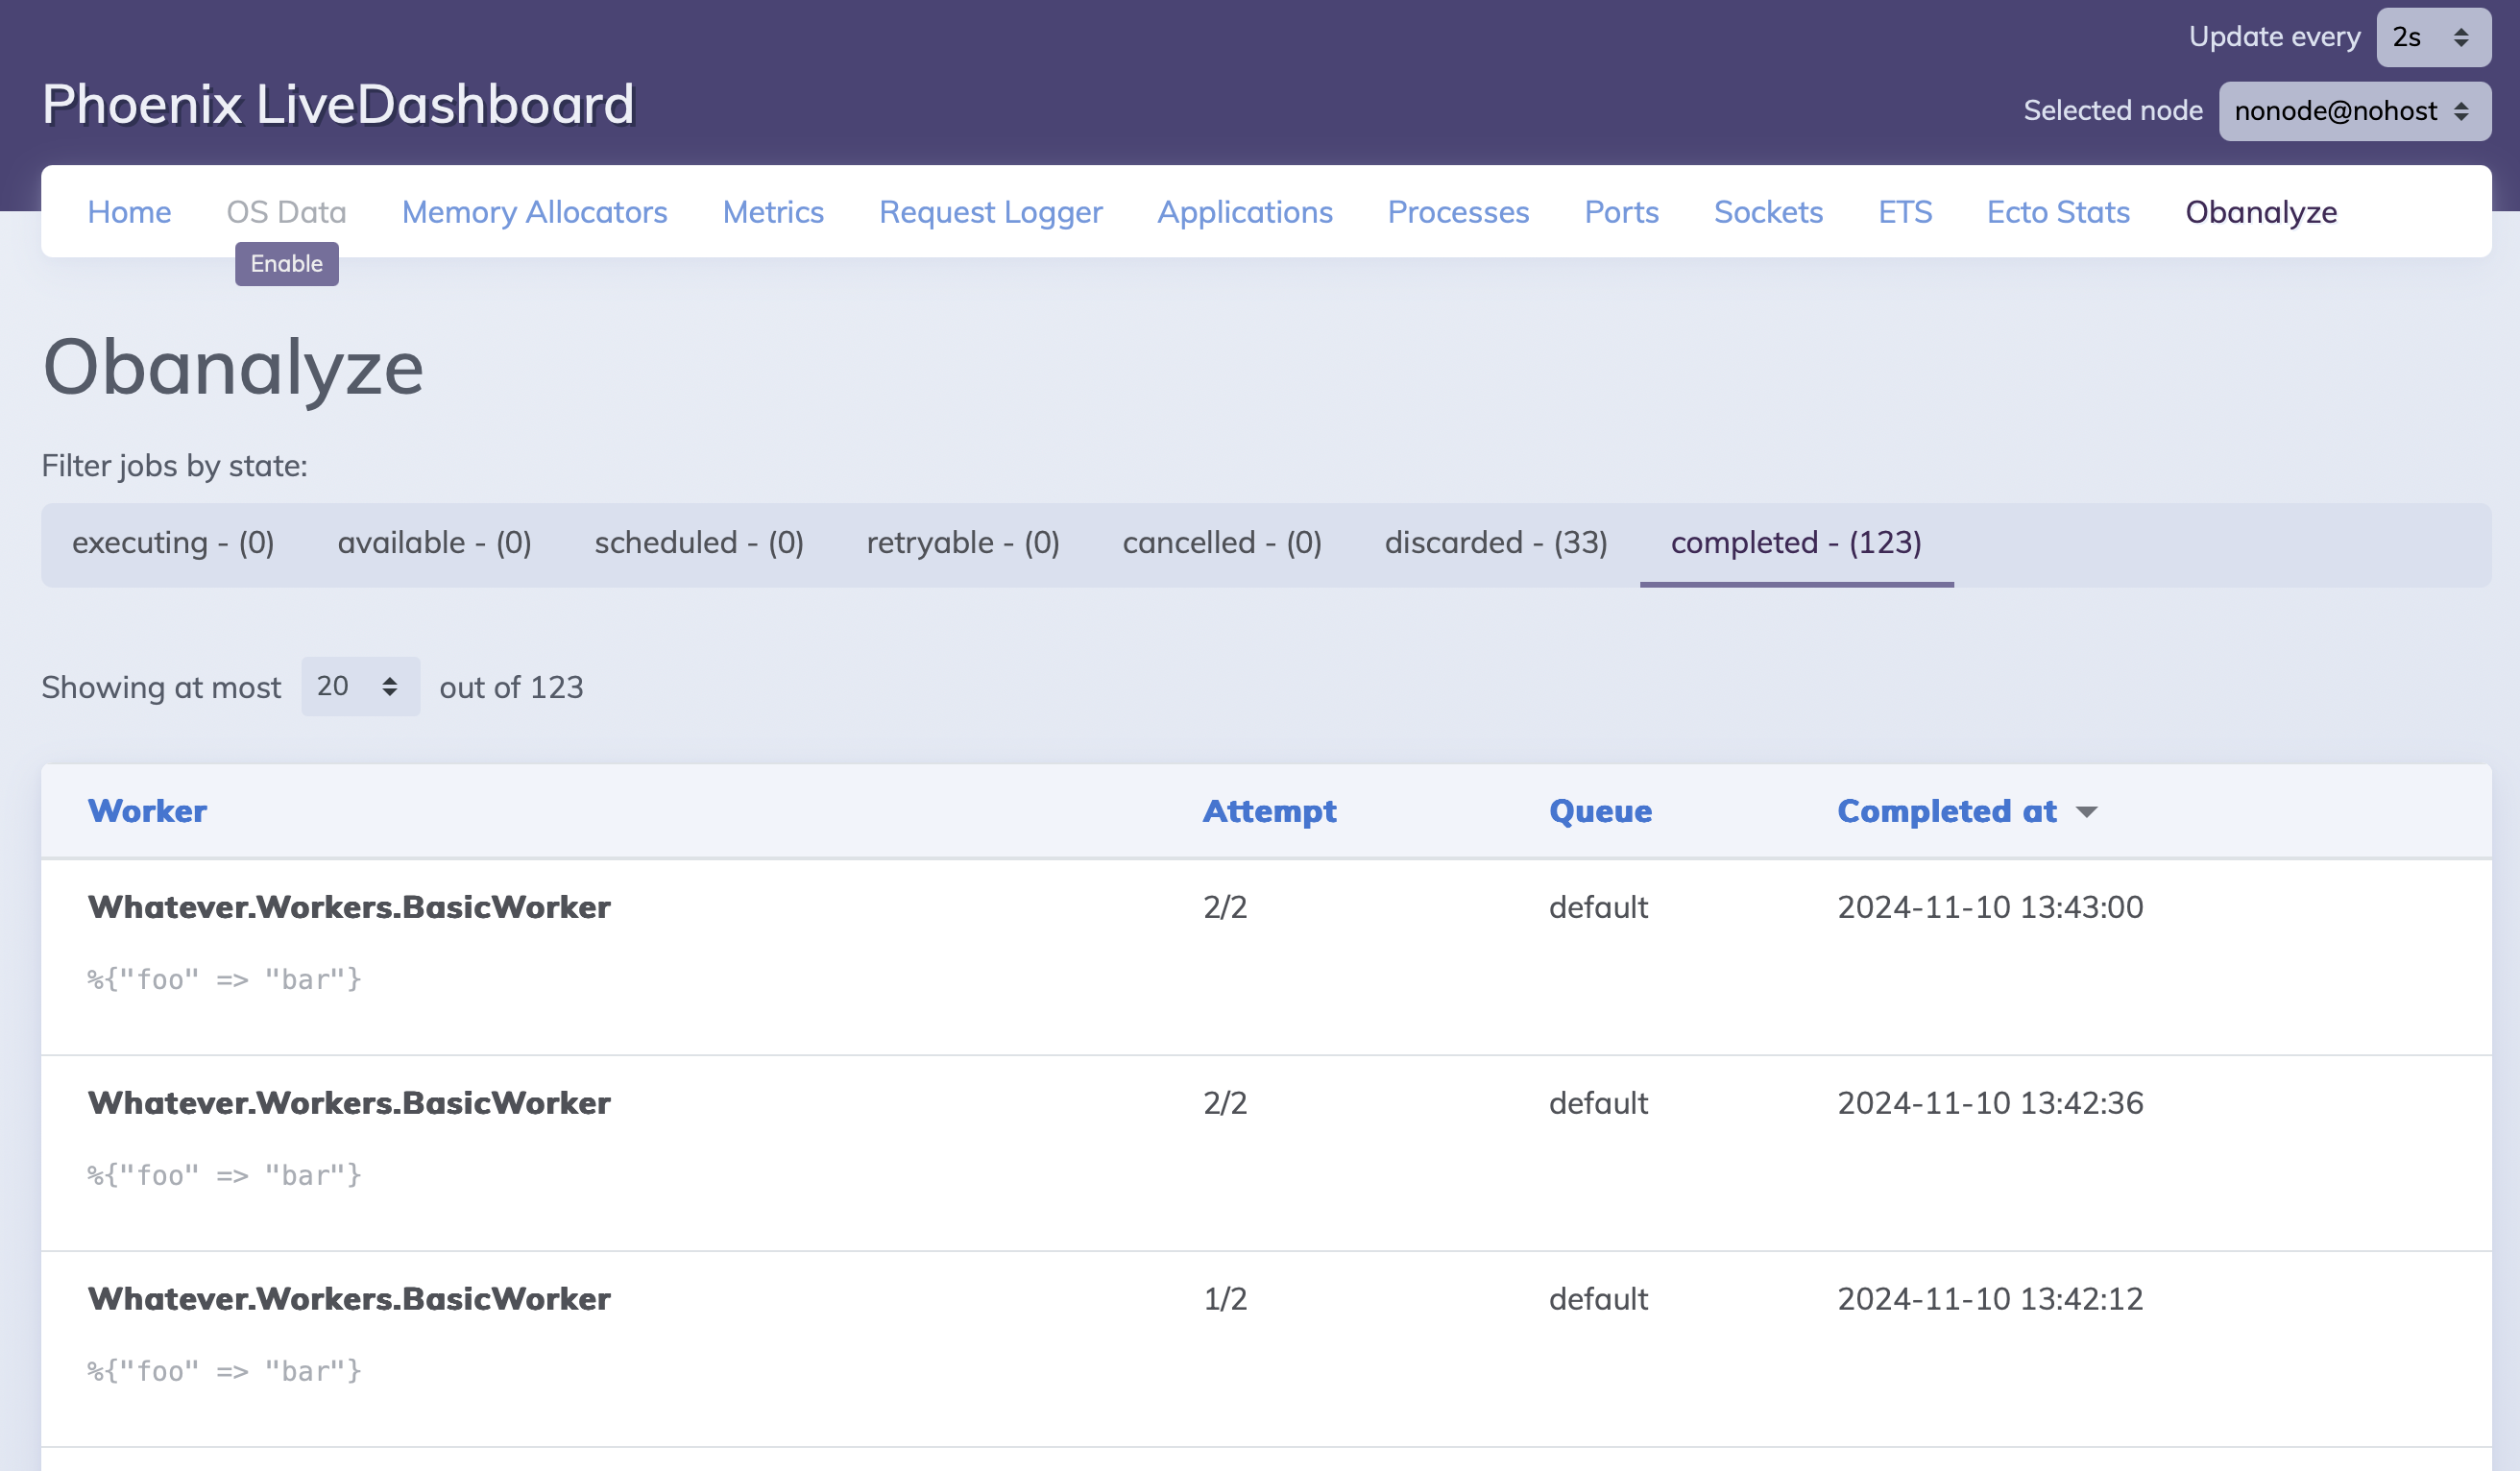 Update every 2s
Phoenix LiveDashboard
Selected node nonode@nohost
Home OS Data Memory Allocators Metrics Request Logger Applications Processes Ports Sockets ETS Ecto Stats Obanalyze
Enable
Obanalyze
Filter jobs by state:
executing - (0) available - (0) scheduled - (0) retryable - (0) cancelled - (0) discarded - (33) completed - (123)
Showing at most 20 out of 123
Worker Attempt Queue Completed at
Whatever.Workers.BasicWorker 2/2 default 2024-11-10 13:43:00
%{"foo" => "bar"}
Whatever.Workers.BasicWorker 2/2 default 2024-11-10 13:42:36
%{"foo" => "bar"}
Whatever.Workers.BasicWorker 1/2 default 2024-11-10 13:42:12
%{"foo" => "bar"}